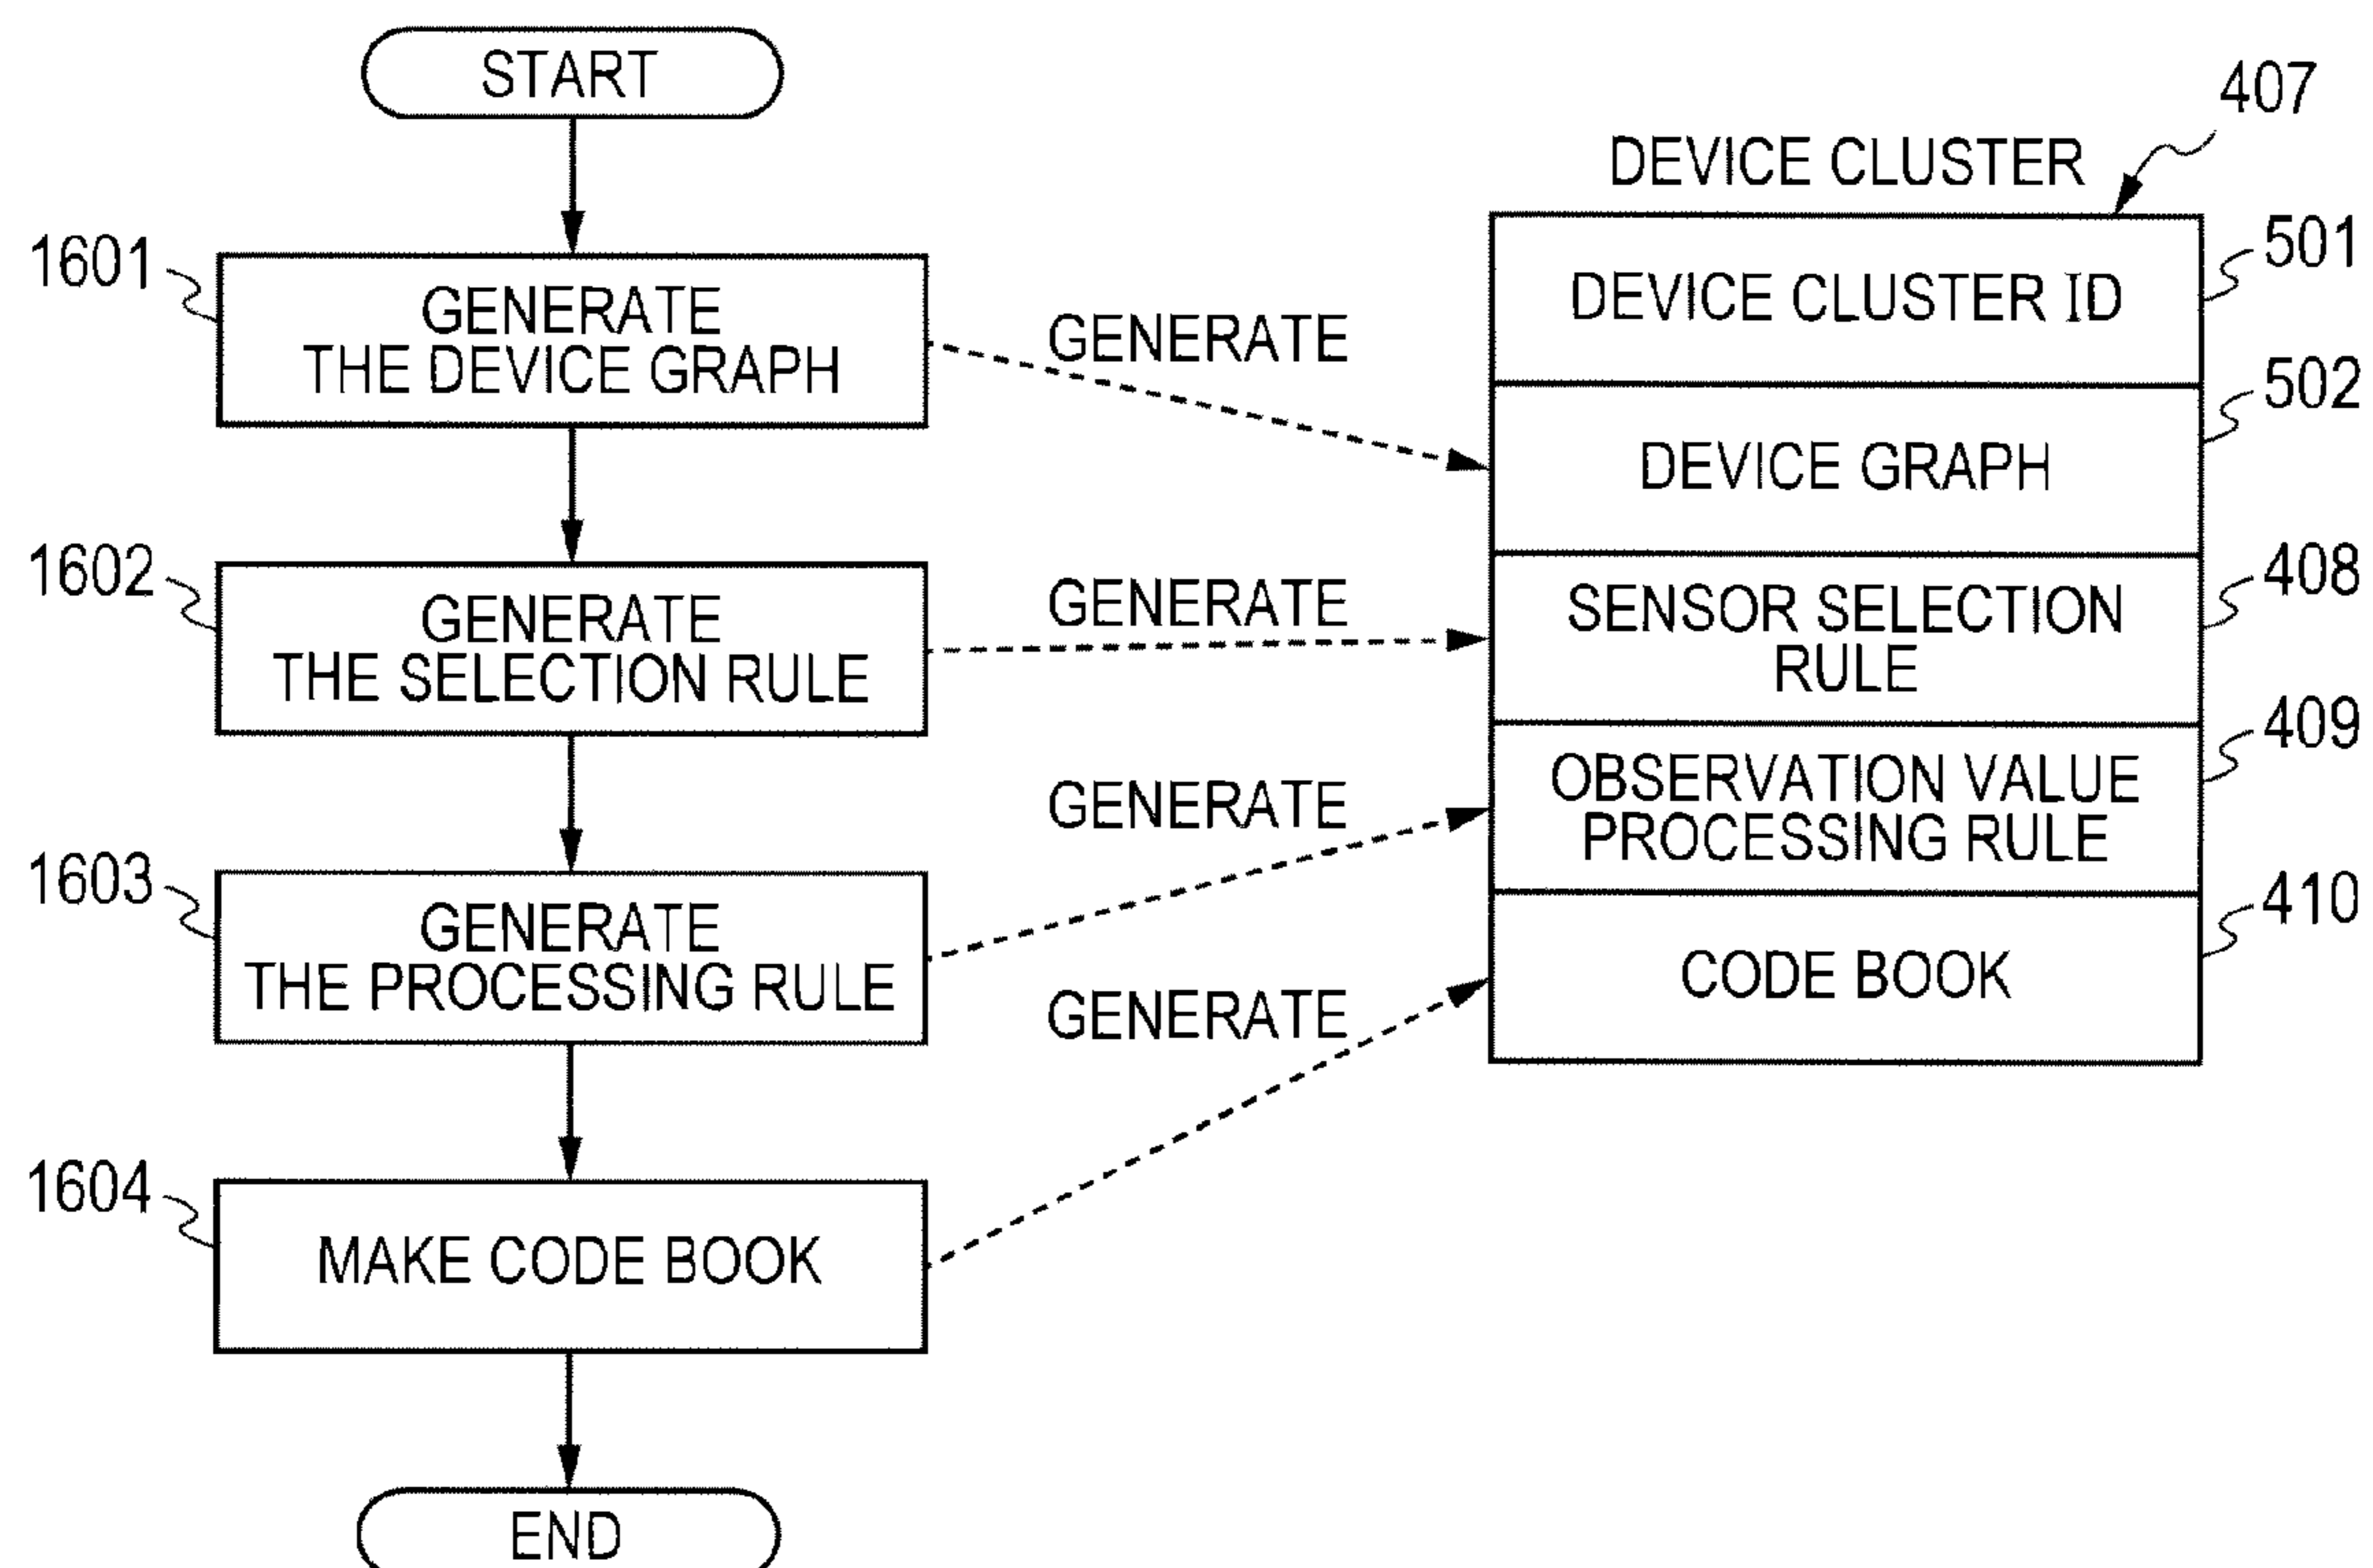 START
1601
GENERATE
THE DEVICE GRAPH
1602
GENERATE
THE SELECTION RULE
1603
GENERATE
THE PROCESSING RULE
1604
MAKE CODE BOOK
END
GENERATE
GENERATE
GENERATE
GENERATE
407
DEVICE CLUSTER
DEVICE CLUSTER ID
501
DEVICE GRAPH
502
SENSOR SELECTION
RULE
408
OBSERVATION VALUE
PROCESSING RULE
409
CODE BOOK
410